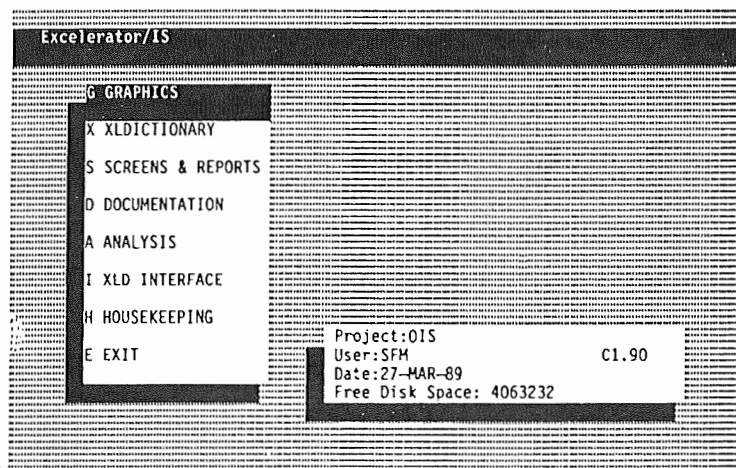 Excelerator/IS
G GRAPHICS
X XLDICTIONARY
S SCREENS & REPORTS
D DOCUMENTATION
A ANALYSIS
I XLD INTERFACE
H HOUSEKEEPING
E EXIT
Project:OIS
User:SFM C1.90
Date:27-MAR-89
Free Disk Space: 4063232